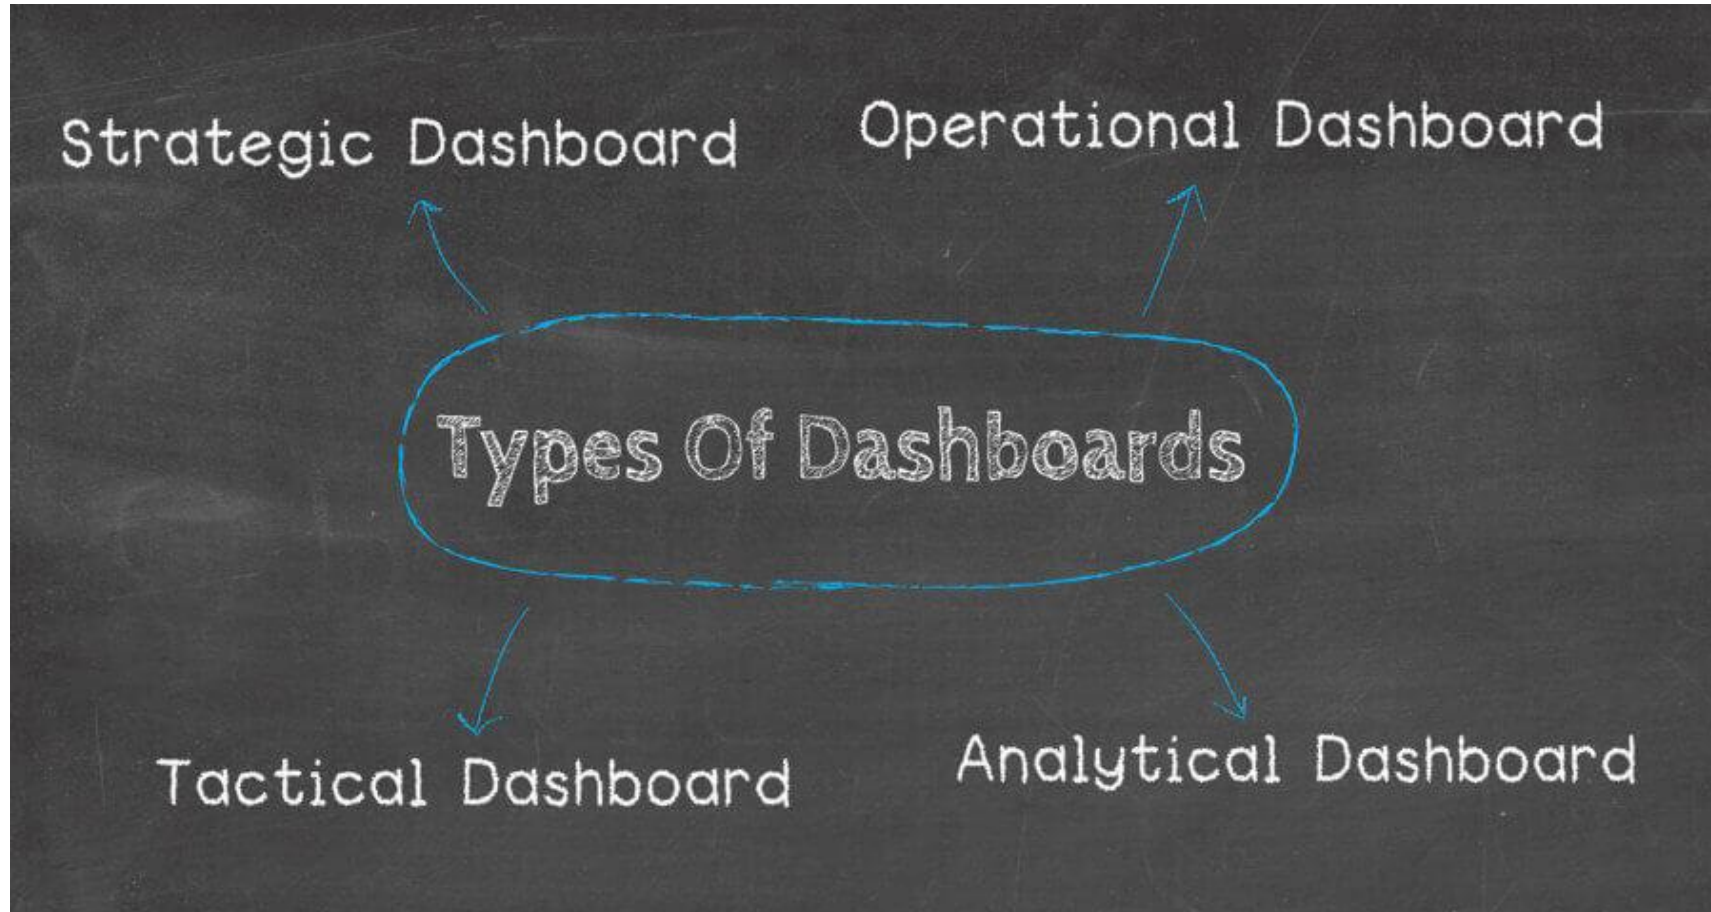 Strategic Dashboard
Operational Dashboard
Types Of Dashboards
Tactical Dashboard
Analytical Dashboard